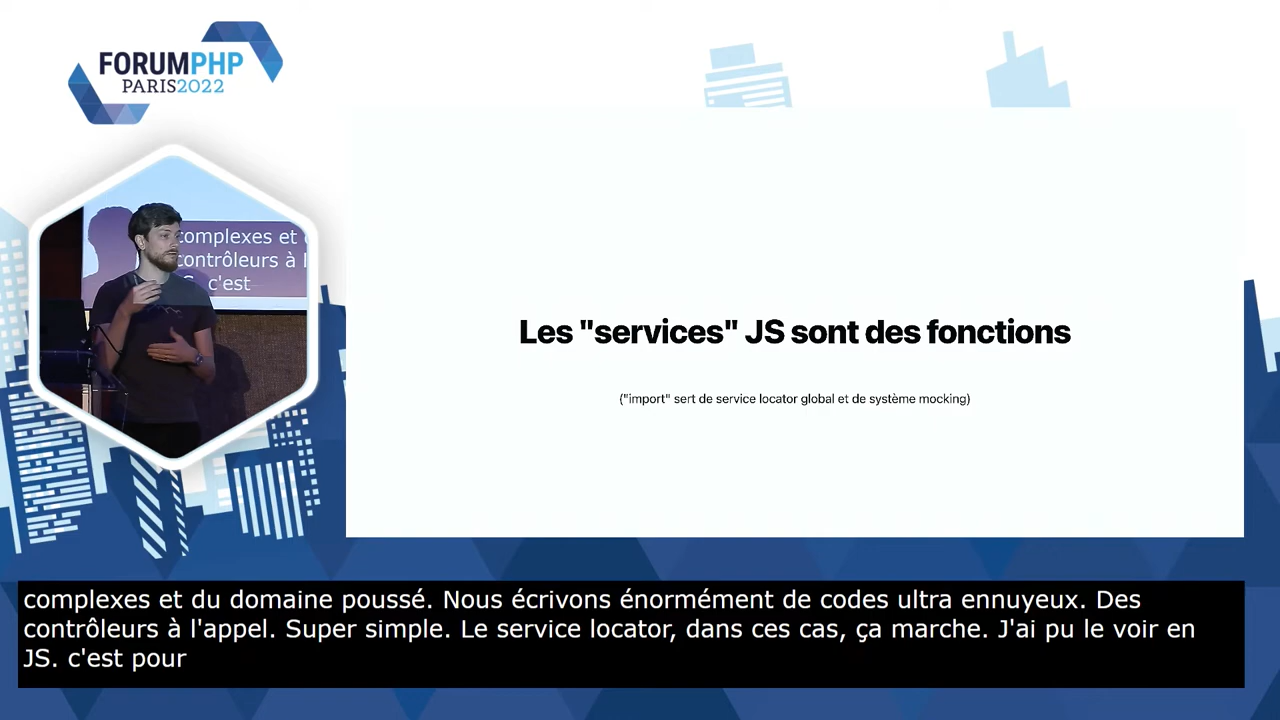 FORUMPHP
PARIS2022
complexes et
contrôleurs à l
c'est
Les "services" JS sont des fonctions
("import" sert de service locator global et de système mocking)
complexes et du domaine poussé. Nous écrivons énormément de codes ultra ennuyeux. Des
contrôleurs à l'appel. Super simple. Le service locator, dans ces cas, ça marche. J'ai pu le voir en
JS. c'est pour